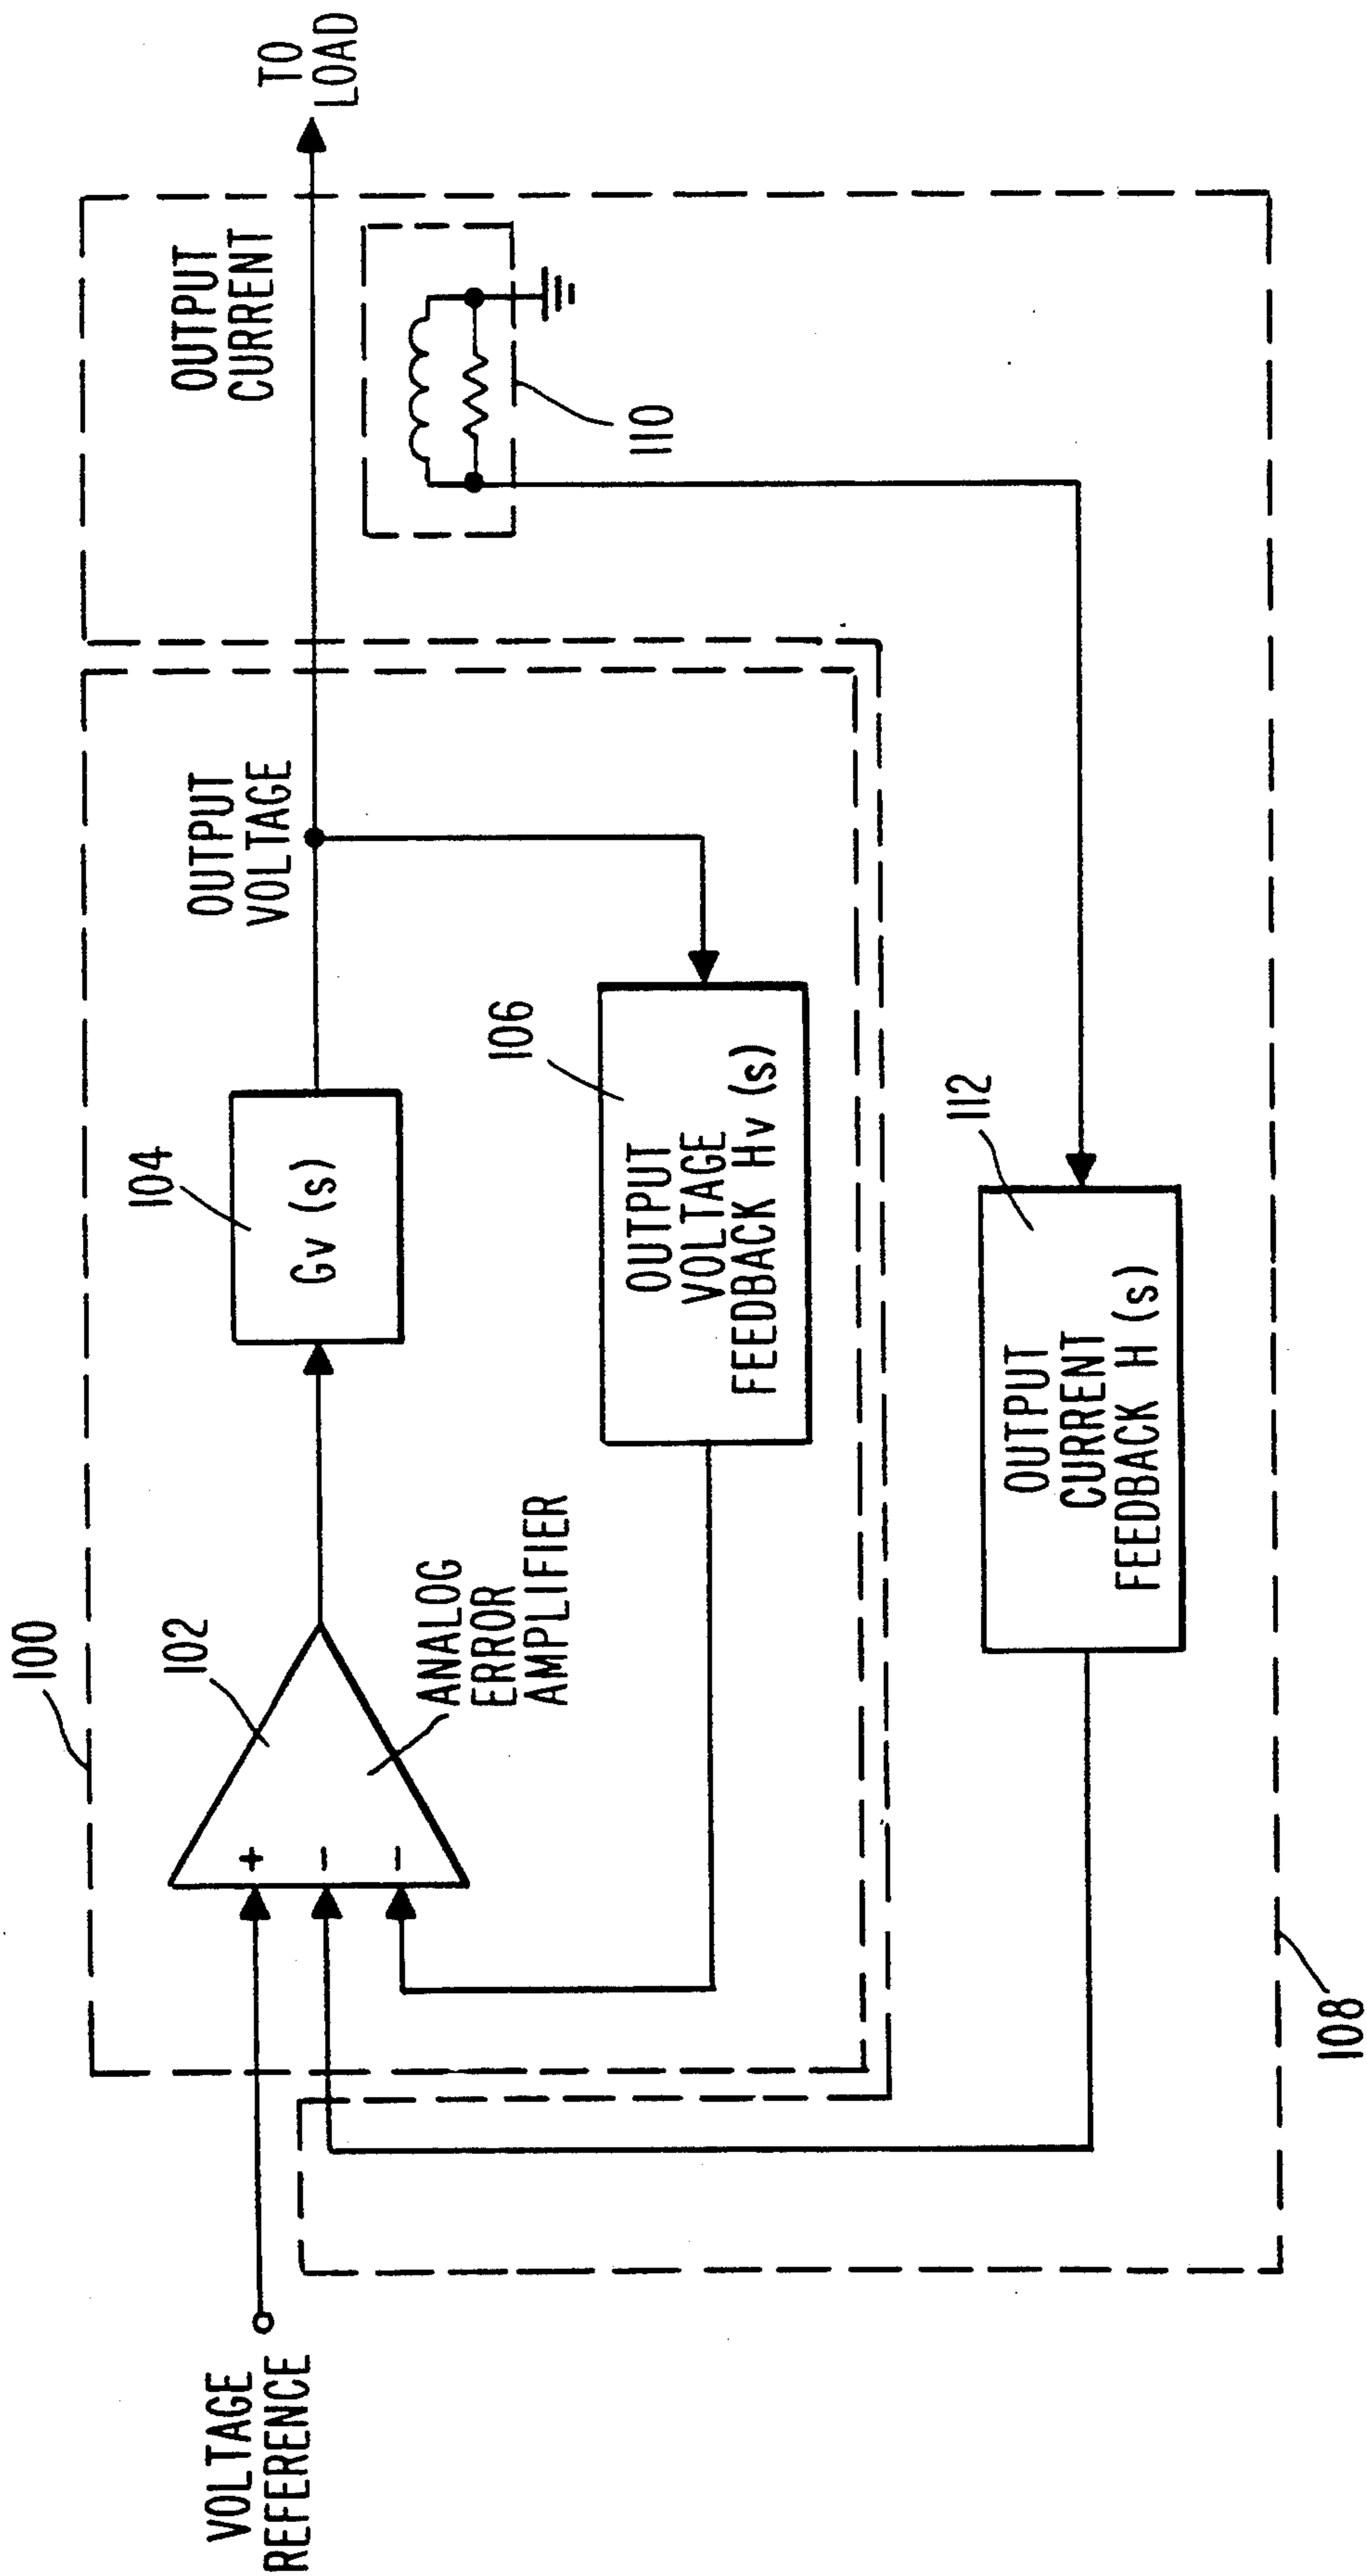 100
102
104
OUTPUT
VOLTAGE
OUTPUT
CURRENT
TO
LOAD
VOLTAGE
REFERENCE
+
−
−
ANALOG
ERROR
AMPLIFIER
Gv (s)
106
OUTPUT
VOLTAGE
FEEDBACK Hv (s)
110
112
OUTPUT
CURRENT
FEEDBACK H (s)
108